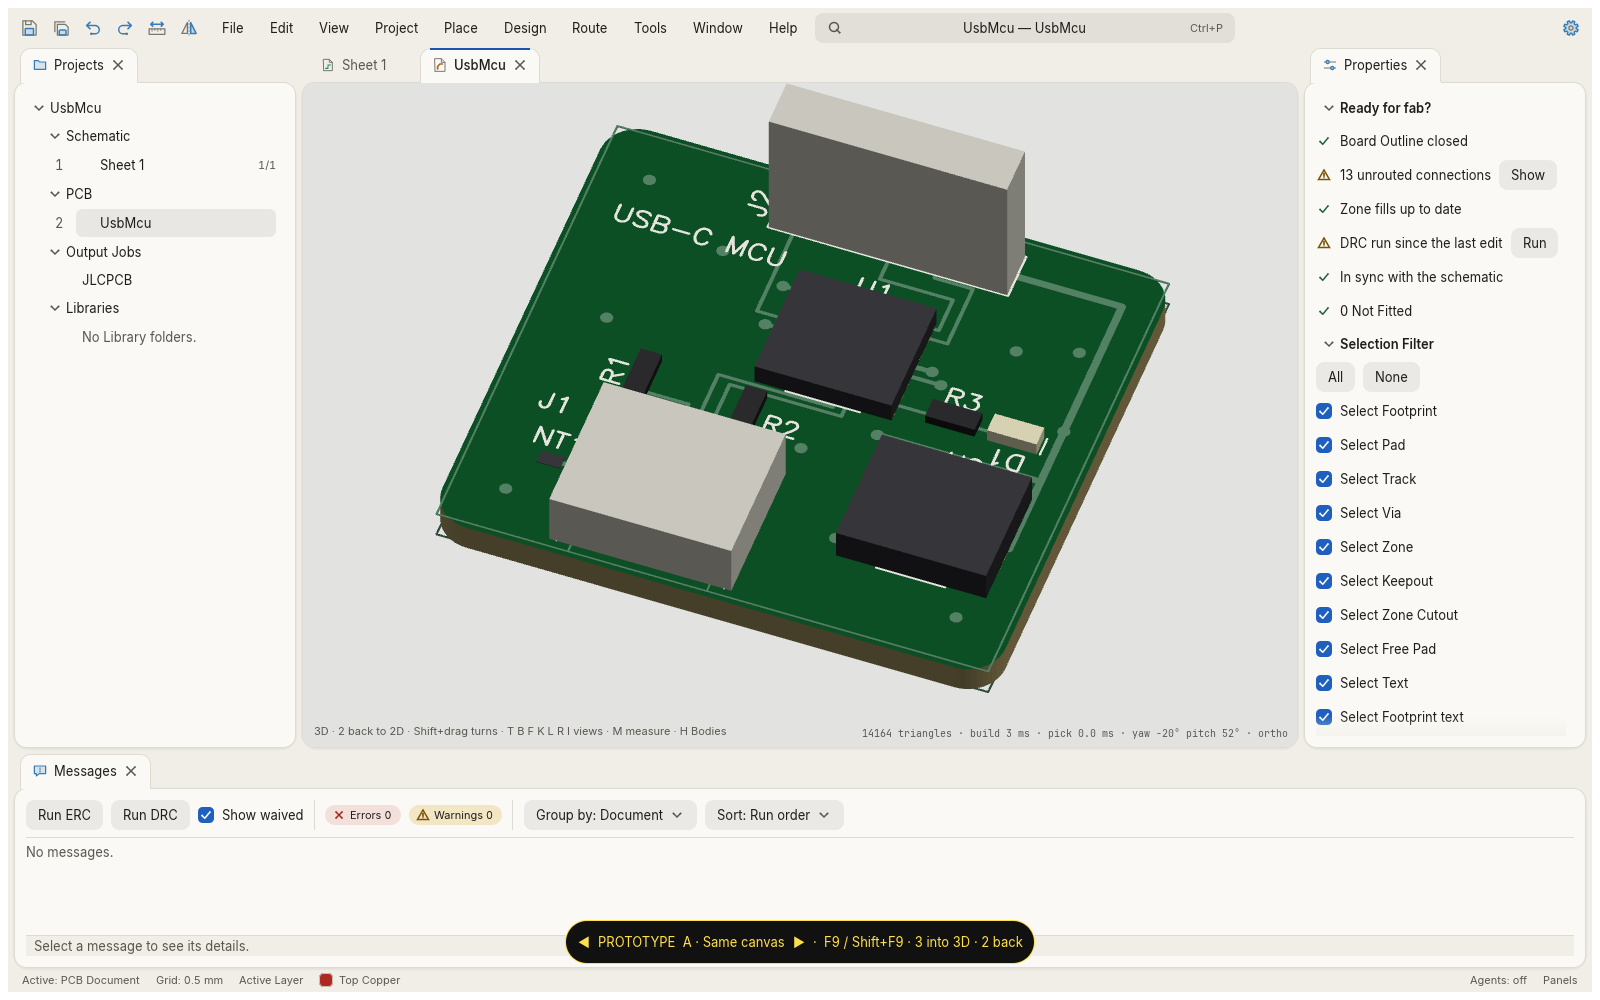 File Edit View Project Place Design Route Tools Window Help
UsbMcu — UsbMcu Ctrl+P
Projects
Sheet 1
UsbMcu
Properties
UsbMcu
Schematic
1 Sheet 1 1/1
PCB
2 UsbMcu
Output Jobs
JLCPCB
Libraries
No Library folders.
USB-C MCU
U1
R1
J1
R2
R3
D1
3D · 2 back to 2D · Shift+drag turns · T B F K L R I views · M measure · H Bodies
14164 triangles · build 3 ms · pick 0.0 ms · yaw -20° pitch 52° · ortho
Ready for fab?
Board Outline closed
13 unrouted connections Show
Zone fills up to date
DRC run since the last edit Run
In sync with the schematic
0 Not Fitted
Selection Filter
All None
Select Footprint
Select Pad
Select Track
Select Via
Select Zone
Select Keepout
Select Zone Cutout
Select Free Pad
Select Text
Select Footprint text
Messages
Run ERC Run DRC Show waived Errors 0 Warnings 0 Group by: Document Sort: Run order
No messages.
Select a message to see its details.
◀ PROTOTYPE A · Same canvas ▶ · F9 / Shift+F9 · 3 into 3D · 2 back
Active: PCB Document Grid: 0.5 mm Active Layer Top Copper Agents: off Panels